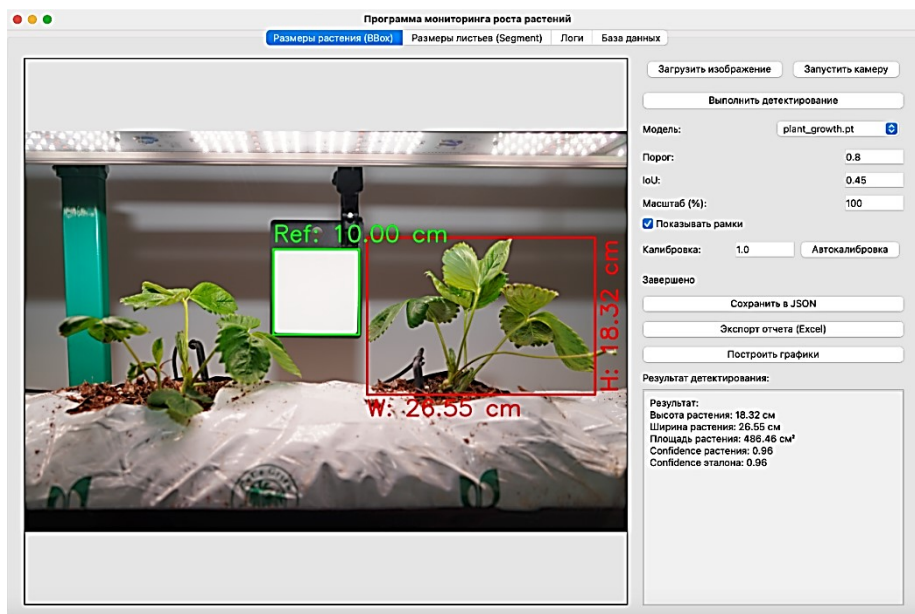 Программа мониторинга роста растений
Размеры растения (BBox) Размеры листьев (Segment) Логи База данных
Загрузить изображение Запустить камеру
Выполнить детектирование
Модель: plant_growth.pt
Порог: 0.8
IoU: 0.45
Масштаб (%): 100
Показывать рамки
Калибровка: 1.0 Автокалибровка
Завершено
Сохранить в JSON
Экспорт отчета (Excel)
Построить графики
Результат детектирования:
Результат:
Высота растения: 18.32 см
Ширина растения: 26.55 см
Площадь растения: 486.46 см²
Confidence растения: 0.96
Confidence эталона: 0.96
Ref: 10.00 cm
H: 18.32 cm
W: 26.55 cm